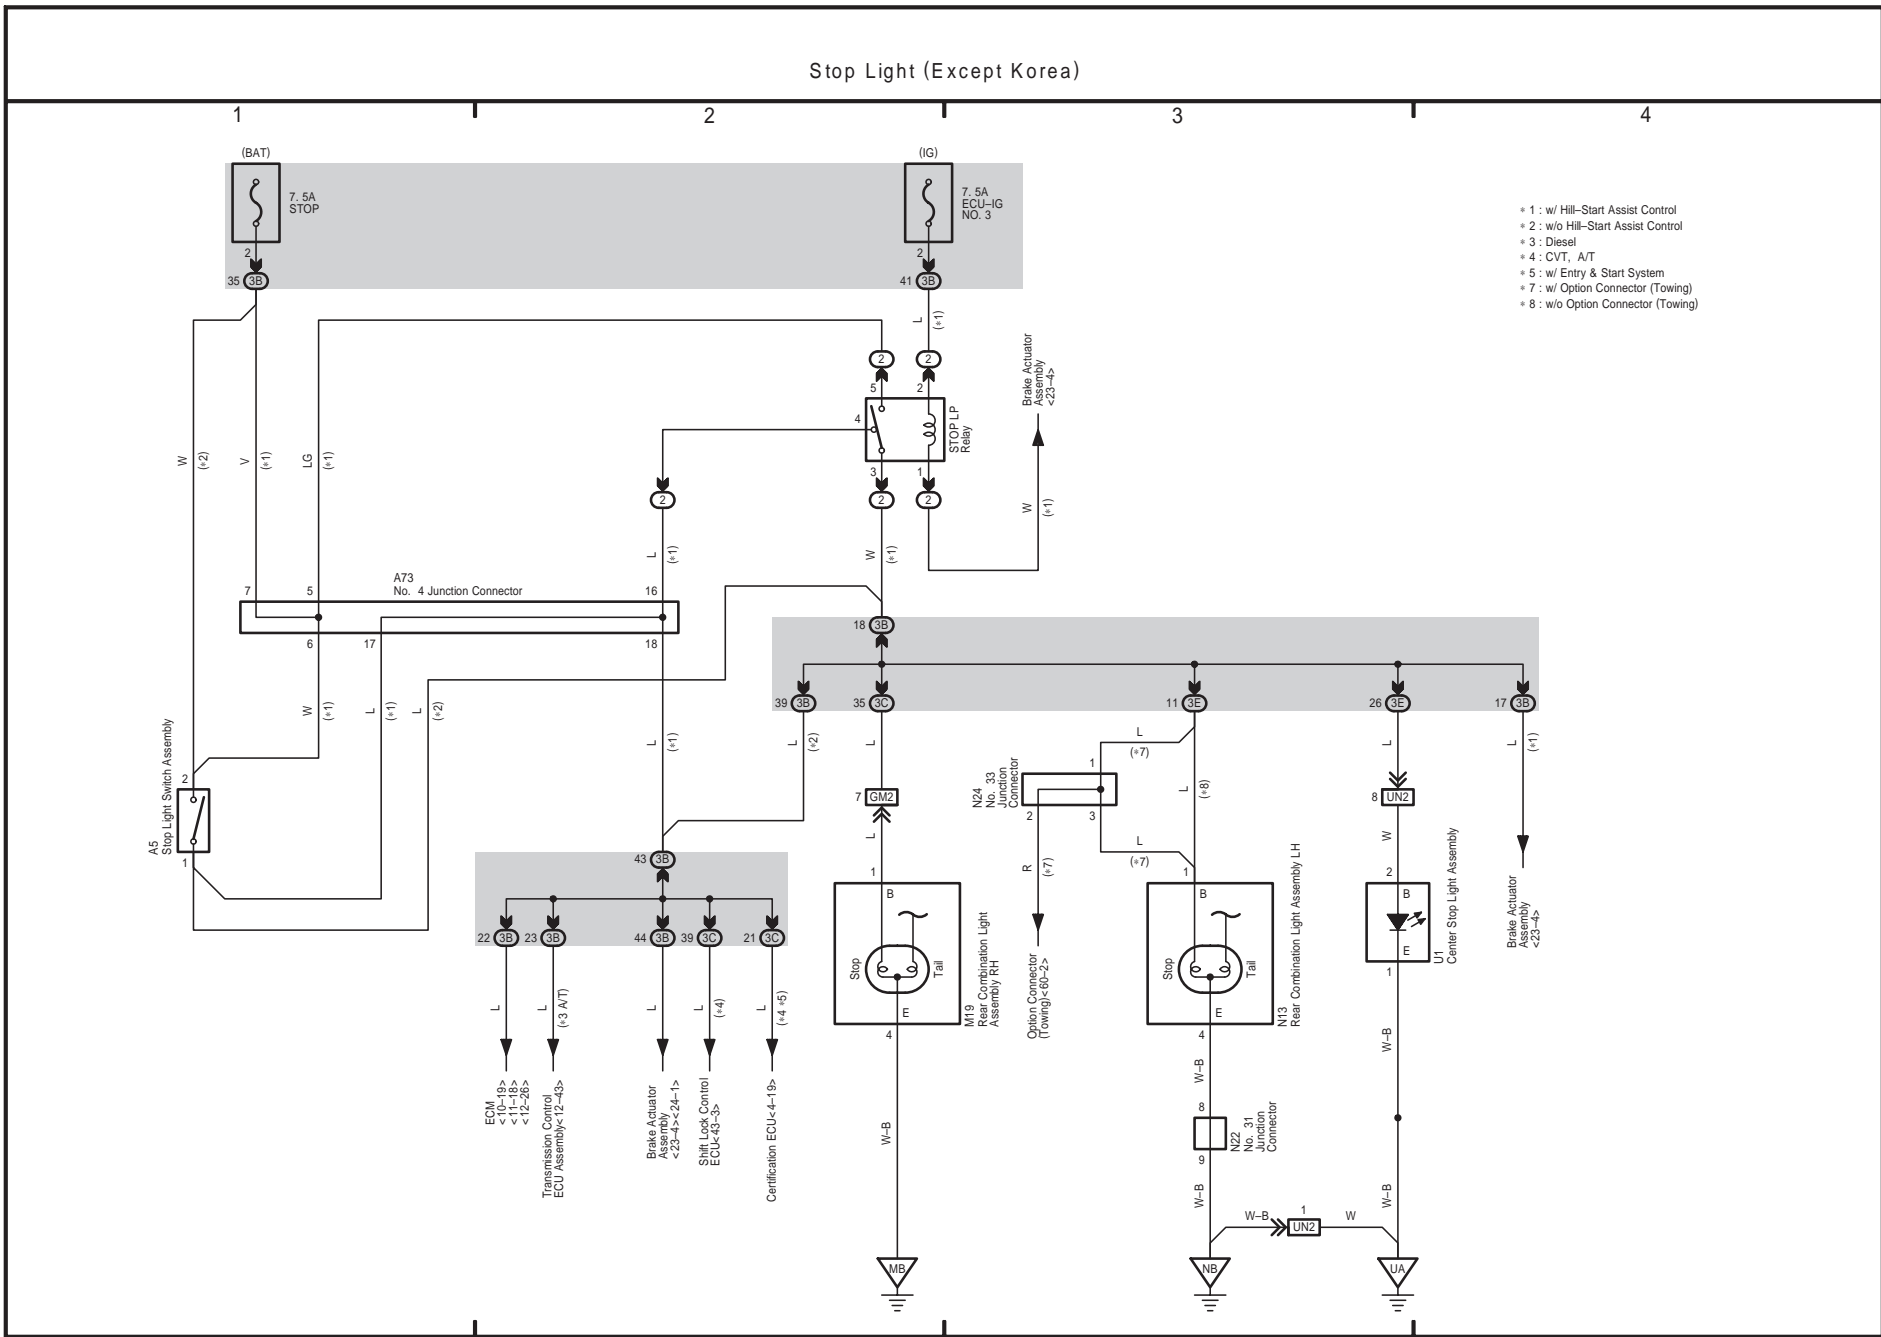 Stop Light (Except Korea)
1
2
3
4
(BAT)
7. 5A
STOP
2
35
3B
(IG)
7. 5A
ECU–IG
NO. 3
2
41
3B
∗ 1 : w/ Hill–Start Assist Control
∗ 2 : w/o Hill–Start Assist Control
∗ 3 : Diesel
∗ 4 : CVT, A/T
∗ 5 : w/ Entry & Start System
∗ 7 : w/ Option Connector (Towing)
∗ 8 : w/o Option Connector (Towing)
L
(∗1)
2
2
5
2
4
STOP LP
Relay
3
1
2
2
2
Brake Actuator
Assembly
<23–4>
W
(∗1)
W
(∗2)
V
(∗1)
LG
(∗1)
L
(∗1)
W
(∗1)
A73
No. 4 Junction Connector
7
5
16
6
17
18
W
(∗1)
L
(∗1)
L
(∗2)
L
(∗1)
A5
Stop Light Switch Assembly
2
1
18
3B
39
3B
35
3C
11
3E
26
3E
17
3B
L
(∗2)
L
L
(∗7)
L
(∗8)
L
L
(∗1)
7
GM2
L
N24
No. 33
Junction
Connector
1
2
3
L
(∗7)
R
(∗7)
8
UN2
W
43
3B
22
3B
23
3B
44
3B
39
3C
21
3C
L
L
(∗3 A/T)
L
L
(∗4)
L
(∗4 ∗5)
ECM
<10–19>
<11–18>
<12–26>
Transmission Control
ECU Assembly<12–43>
Brake Actuator
Assembly
<23–4><24–1>
Shift Lock Control
ECU<43–3>
Certification ECU<4–19>
1
B
Stop
Tail
E
4
M19
Rear Combination Light
Assembly RH
Option Connector
(Towing)<60–2>
1
B
Stop
Tail
E
4
N13
Rear Combination Light Assembly LH
2
B
E
1
U1
Center Stop Light Assembly
Brake Actuator
Assembly
<23–4>
W–B
W–B
8
N22
No. 31
Junction
Connector
9
W–B
W–B
W–B
W–B
1
UN2
W
MB
NB
UA